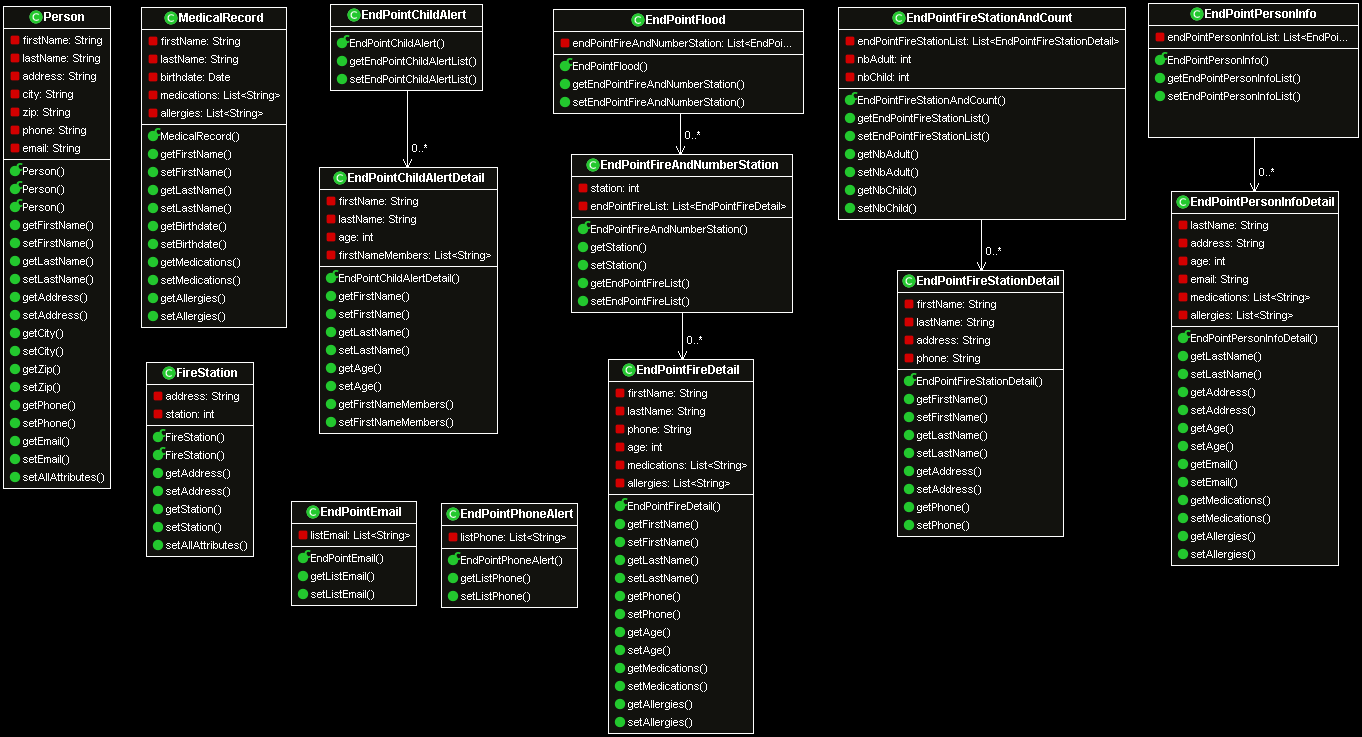 Person
firstName: String
lastName: String
address: String
city: String
zip: String
phone: String
email: String
Person()
Person()
Person()
getFirstName()
setFirstName()
getLastName()
setLastName()
getAddress()
setAddress()
getCity()
setCity()
getZip()
setZip()
getPhone()
setPhone()
getEmail()
setEmail()
setAllAttributes()
MedicalRecord
firstName: String
lastName: String
birthdate: Date
medications: List<String>
allergies: List<String>
MedicalRecord()
getFirstName()
setFirstName()
getLastName()
setLastName()
getBirthdate()
setBirthdate()
getMedications()
setMedications()
getAllergies()
setAllergies()
FireStation
address: String
station: int
FireStation()
FireStation()
getAddress()
setAddress()
getStation()
setStation()
setAllAttributes()
EndPointChildAlert
EndPointChildAlert()
getEndPointChildAlertList()
setEndPointChildAlertList()
0..*
EndPointChildAlertDetail
firstName: String
lastName: String
age: int
firstNameMembers: List<String>
EndPointChildAlertDetail()
getFirstName()
setFirstName()
getLastName()
setLastName()
getAge()
setAge()
getFirstNameMembers()
setFirstNameMembers()
EndPointEmail
listEmail: List<String>
EndPointEmail()
getListEmail()
setListEmail()
EndPointPhoneAlert
listPhone: List<String>
EndPointPhoneAlert()
getListPhone()
setListPhone()
EndPointFlood
endPointFireAndNumberStation: List<EndPoi...
EndPointFlood()
getEndPointFireAndNumberStation()
setEndPointFireAndNumberStation()
0..*
EndPointFireAndNumberStation
station: int
endPointFireList: List<EndPointFireDetail>
EndPointFireAndNumberStation()
getStation()
setStation()
getEndPointFireList()
setEndPointFireList()
0..*
EndPointFireDetail
firstName: String
lastName: String
phone: String
age: int
medications: List<String>
allergies: List<String>
EndPointFireDetail()
getFirstName()
setFirstName()
getLastName()
setLastName()
getPhone()
setPhone()
getAge()
setAge()
getMedications()
setMedications()
getAllergies()
setAllergies()
EndPointFireStationAndCount
endPointFireStationList: List<EndPointFireStationDetail>
nbAdult: int
nbChild: int
EndPointFireStationAndCount()
getEndPointFireStationList()
setEndPointFireStationList()
getNbAdult()
setNbAdult()
getNbChild()
setNbChild()
0..*
EndPointFireStationDetail
firstName: String
lastName: String
address: String
phone: String
EndPointFireStationDetail()
getFirstName()
setFirstName()
getLastName()
setLastName()
getAddress()
setAddress()
getPhone()
setPhone()
EndPointPersonInfo
endPointPersonInfoList: List<EndPoi...
EndPointPersonInfo()
getEndPointPersonInfoList()
setEndPointPersonInfoList()
0..*
EndPointPersonInfoDetail
lastName: String
address: String
age: int
email: String
medications: List<String>
allergies: List<String>
EndPointPersonInfoDetail()
getLastName()
setLastName()
getAddress()
setAddress()
getAge()
setAge()
getEmail()
setEmail()
getMedications()
setMedications()
getAllergies()
setAllergies()